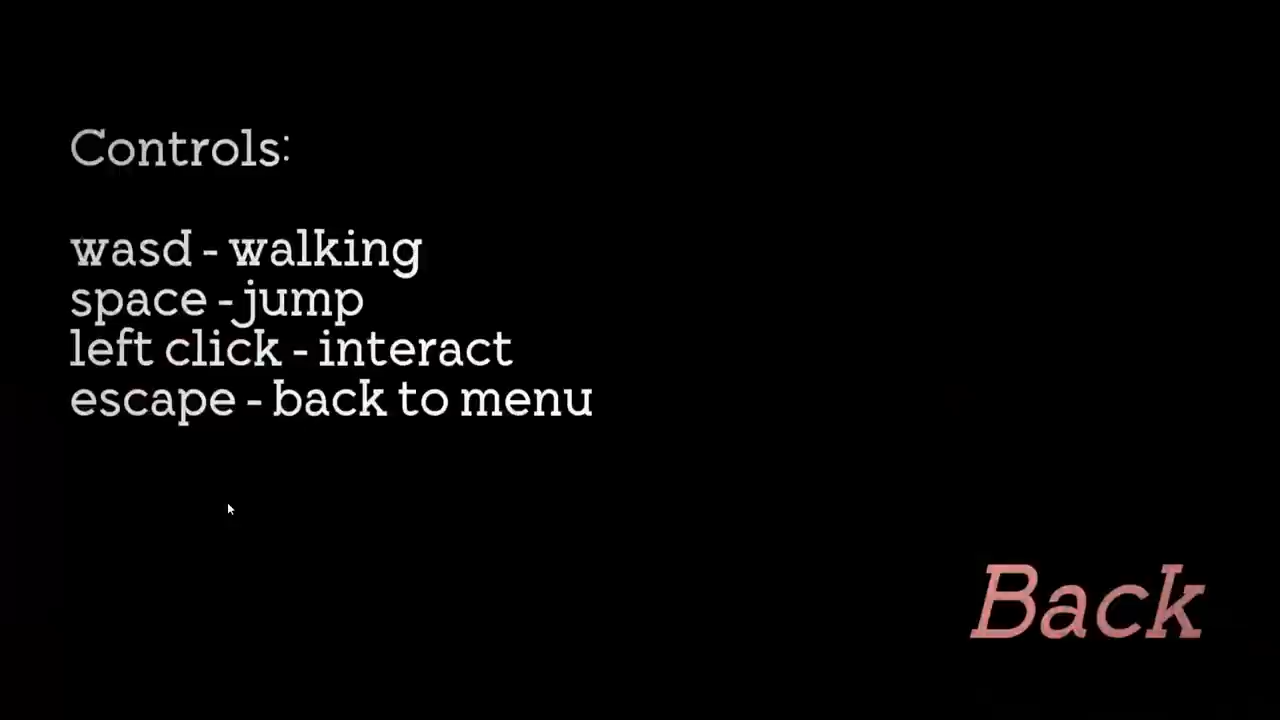 Controls:
wasd - walking
space - jump
left click - interact
escape - back to menu
Back